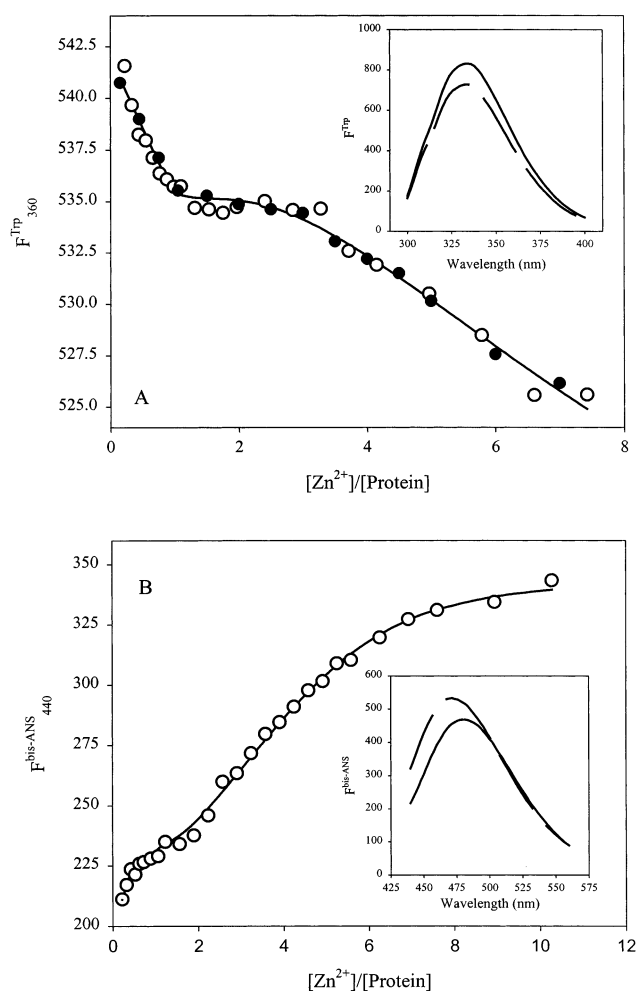 542.5
540.0
537.5
535.0
532.5
530.0
527.5
525.0
F^Trp_360
A
0 2 4 6 8
[Zn²⁺]/[Protein]
1000
800
600
400
200
0
F^Trp
300 325 350 375 400
Wavelength (nm)
350
325
300
275
250
225
200
F^bis-ANS_440
B
0 2 4 6 8 10 12
[Zn²⁺]/[Protein]
600
500
400
300
200
100
0
F^bis-ANS
425 450 475 500 525 550 575
Wavelength (nm)